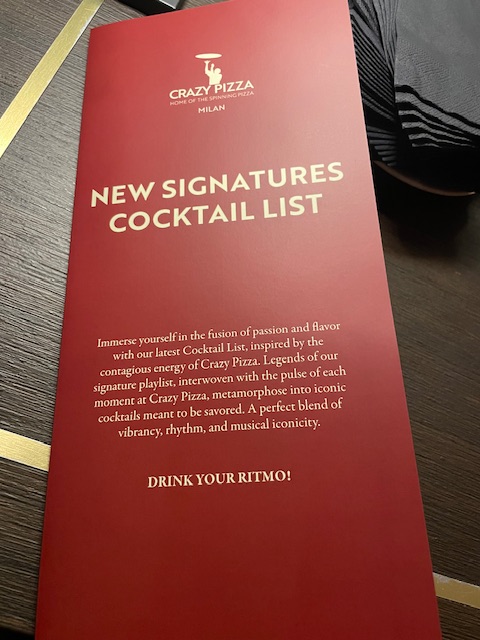 CRAZY PIZZA
HOME OF THE SPINNING PIZZA
MILAN
NEW SIGNATURES
COCKTAIL LIST
Immerse yourself in the fusion of passion and flavor
with our latest Cocktail List, inspired by the
contagious energy of Crazy Pizza. Legends of our
signature playlist, interwoven with the pulse of each
moment at Crazy Pizza, metamorphose into iconic
cocktails meant to be savored. A perfect blend of
vibrancy, rhythm, and musical iconicity.
DRINK YOUR RITMO!